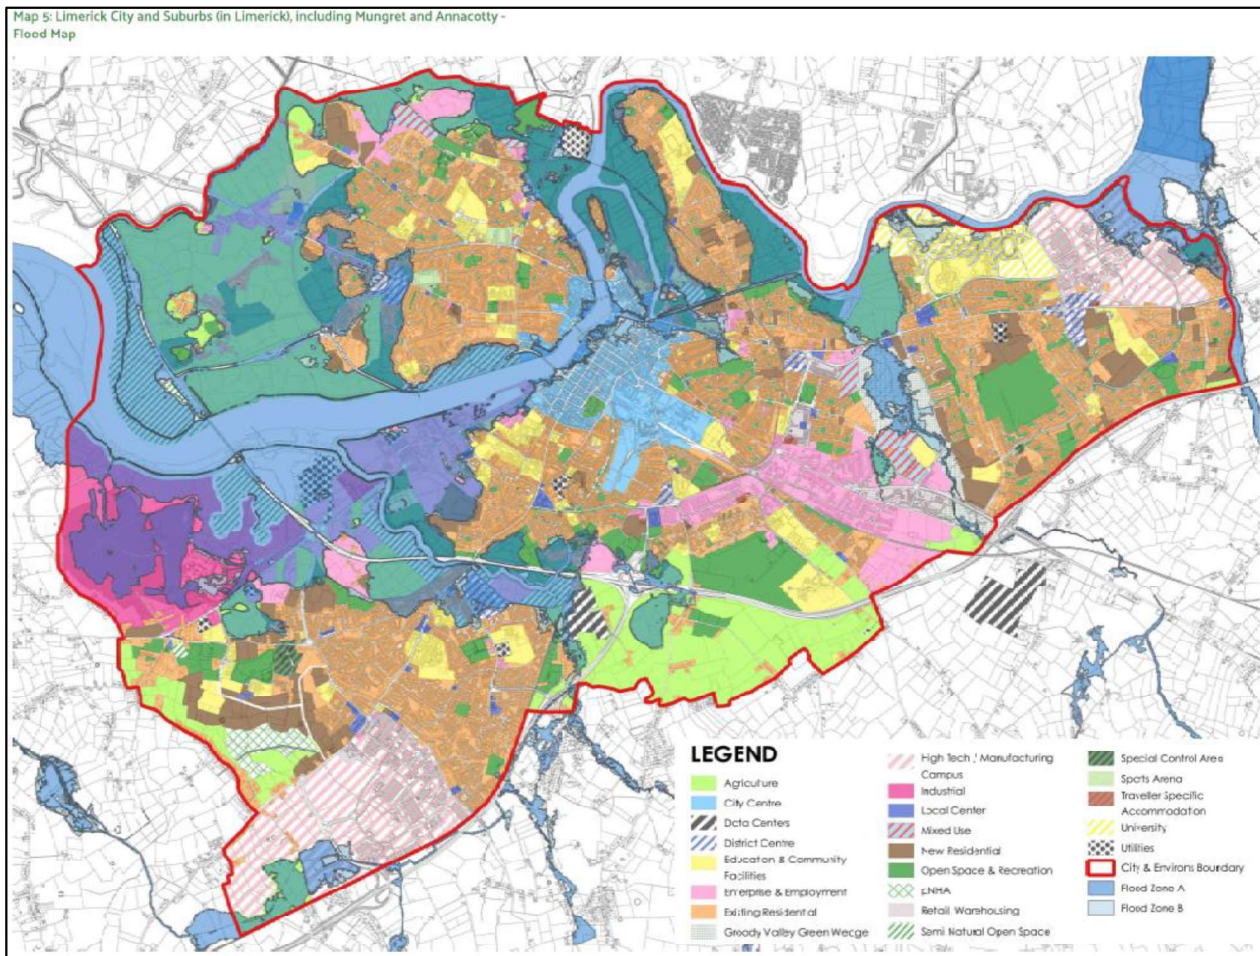 Map 5: Limerick City and Suburbs (in Limerick), including Mungret and Annacotty -
Flood Map
LEGEND
Agriculture
City Centre
Data Centers
District Centre
Education & Community
Facilities
Enterprise & Employment
Existing Residential
Groody Valley Green Wedge
High Tech / Manufacturing
Campus
Industrial
Local Center
Mixed Use
New Residential
Open Space & Recreation
pNHA
Retail Warehousing
Semi Natural Open Space
Special Control Area
Sports Arena
Traveller Specific
Accommodation
University
Utilities
City & Environs Boundary
Flood Zone A
Flood Zone B